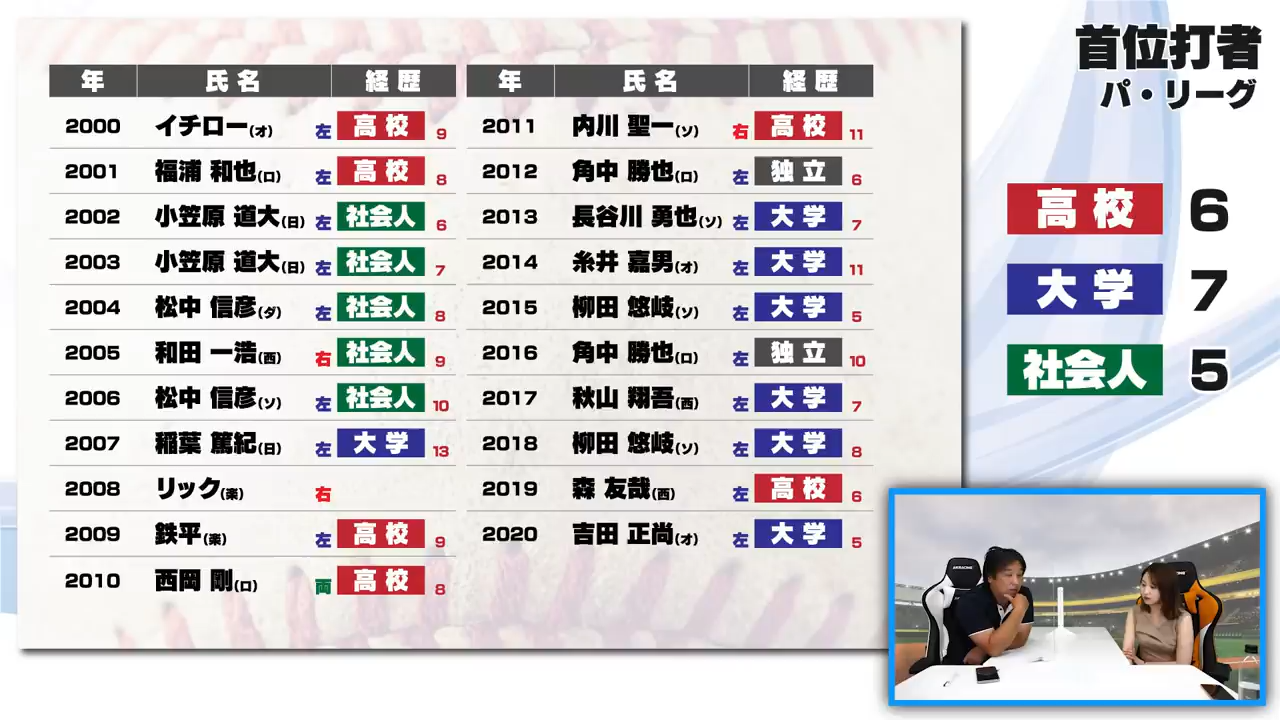 首位打者
パ・リーグ
年 氏名 経歴
2000 イチロー(オ) 左 高校 9
2001 福浦 和也(ロ) 左 高校 8
2002 小笠原 道大(日) 左 社会人 6
2003 小笠原 道大(日) 左 社会人 7
2004 松中 信彦(ダ) 左 社会人 8
2005 和田 一浩(西) 右 社会人 9
2006 松中 信彦(ソ) 左 社会人 10
2007 稲葉 篤紀(日) 左 大学 13
2008 リック(楽) 右
2009 鉄平(楽) 左 高校 9
2010 西岡 剛(ロ) 両 高校 8
年 氏名 経歴
2011 内川 聖一(ソ) 右 高校 11
2012 角中 勝也(ロ) 左 独立 6
2013 長谷川 勇也(ソ) 左 大学 7
2014 糸井 嘉男(オ) 左 大学 11
2015 柳田 悠岐(ソ) 左 大学 5
2016 角中 勝也(ロ) 左 独立 10
2017 秋山 翔吾(西) 左 大学 7
2018 柳田 悠岐(ソ) 左 大学 8
2019 森 友哉(西) 左 高校 6
2020 吉田 正尚(オ) 左 大学 5
高校 6
大学 7
社会人 5
AKRACING